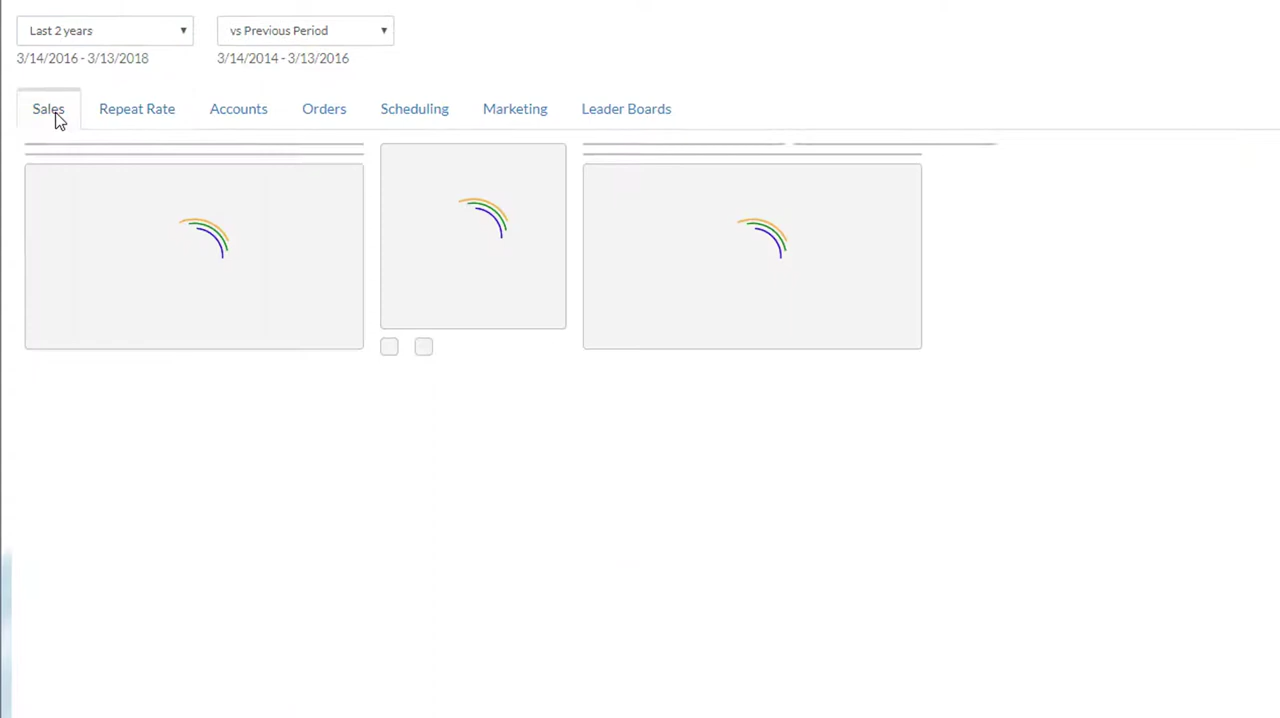 Last 2 years vs Previous Period
3/14/2016 - 3/13/2018 3/14/2014 - 3/13/2016
Sales Repeat Rate Accounts Orders Scheduling Marketing Leader Boards